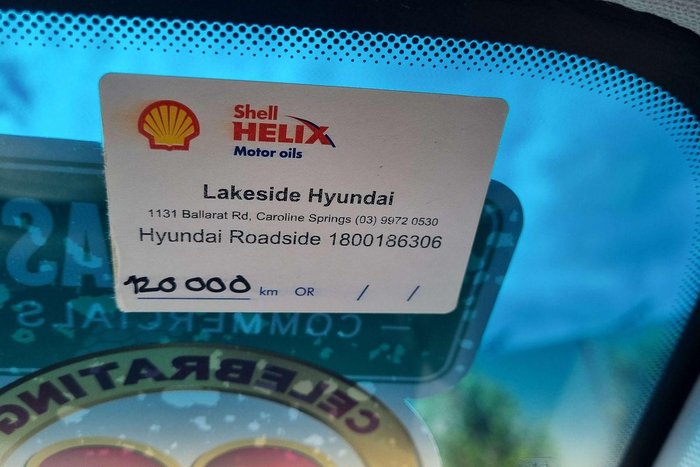 Shell
HELIX
Motor oils
Lakeside Hyundai
1131 Ballarat Rd, Caroline Springs (03) 9972 0530
Hyundai Roadside 1800186306
120 000 km OR / /
COMMERCIALS
CELEBRATING